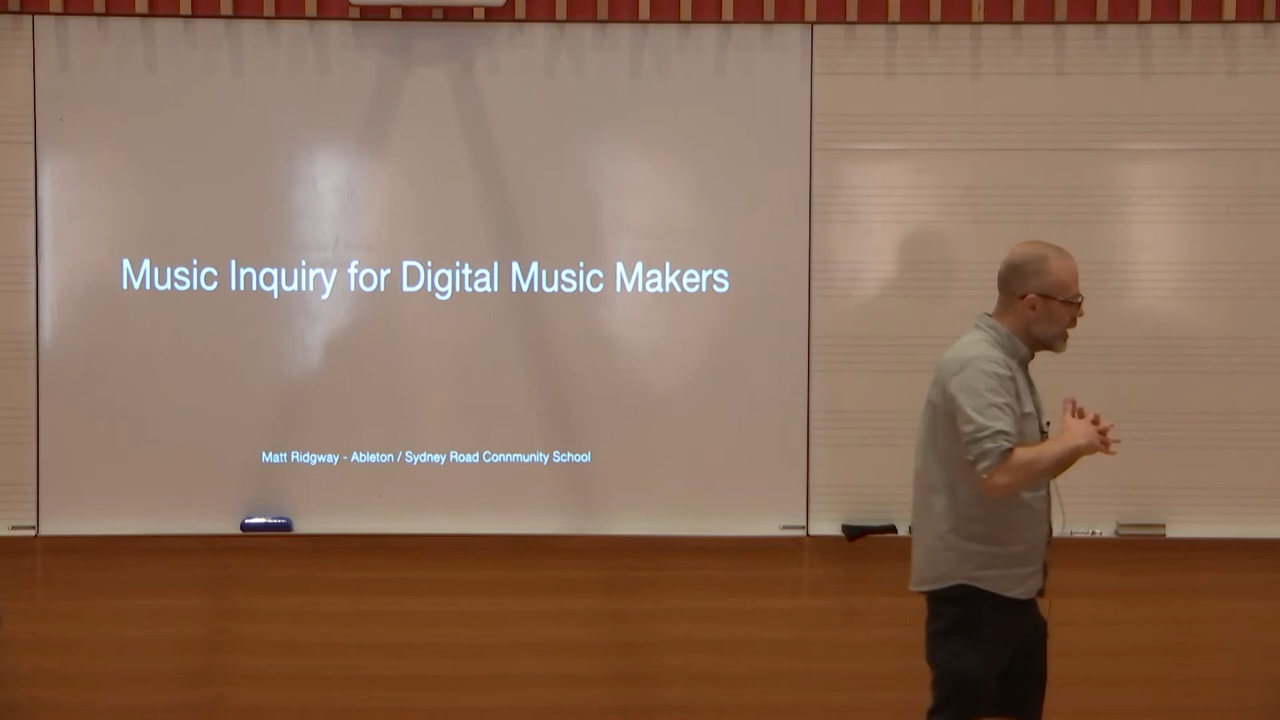 Music Inquiry for Digital Music Makers
Matt Ridgway - Ableton / Sydney Road Connmunity School